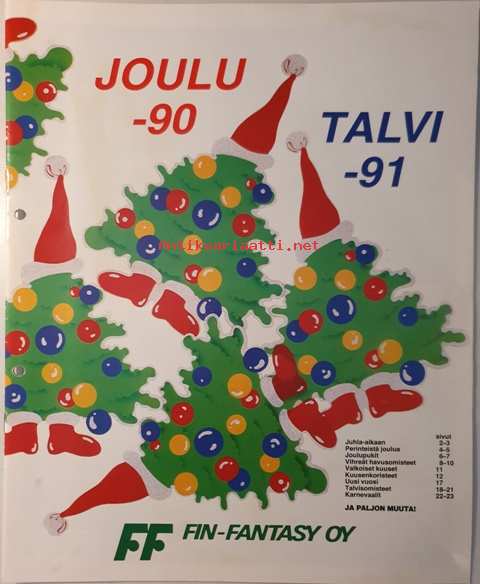 JOULU
-90
TALVI
-91
Antikvariaatti.net
sivut
Juhla-aikaan 2-3
Perinteistä joulua 4-5
Joulupukit 6-7
Vihreät havusomisteet 8-10
Valkoiset kuuset 11
Kuusenkoristeet 12
Uusi vuosi 17
Talvisomisteet 18-21
Karnevaalit 22-23
JA PALJON MUUTA!
FF FIN-FANTASY OY